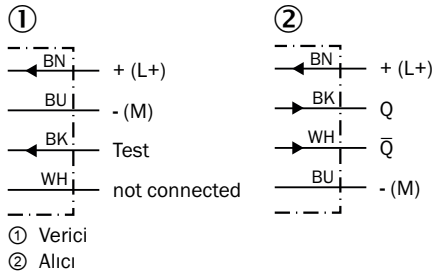 ①
BN + (L+)
BU - (M)
BK Test
WH not connected
②
BN + (L+)
BK Q
WH Q̅
BU - (M)
① Verici
② Alıcı